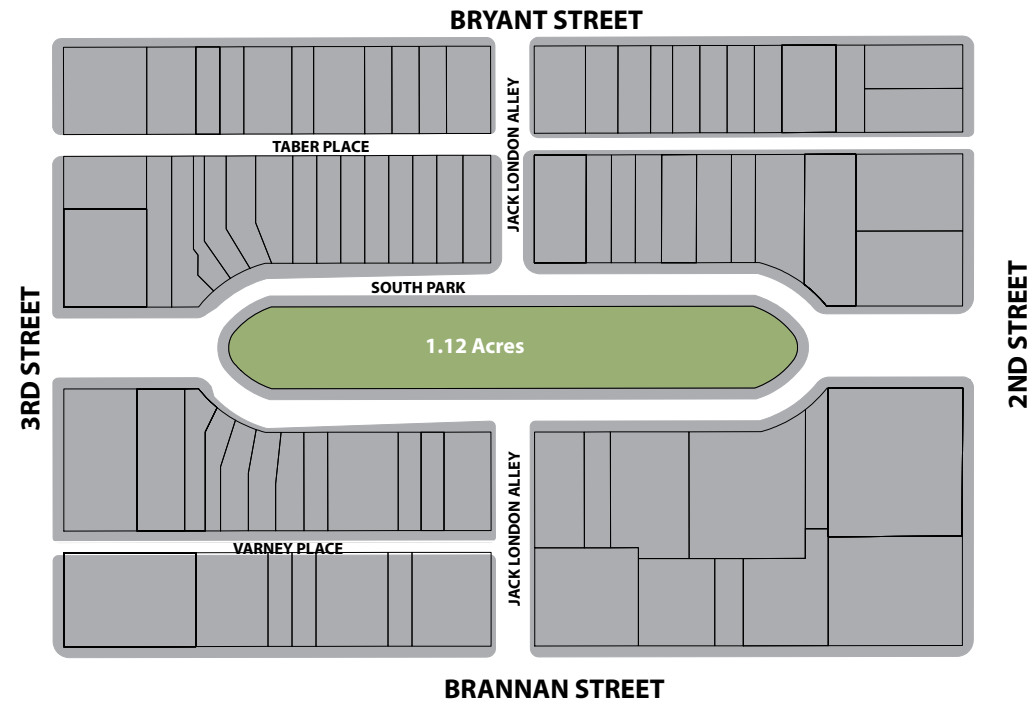 BRYANT STREET
JACK LONDON ALLEY
TABER PLACE
SOUTH PARK
3RD STREET
1.12 Acres
2ND STREET
JACK LONDON ALLEY
VARNEY PLACE
BRANNAN STREET